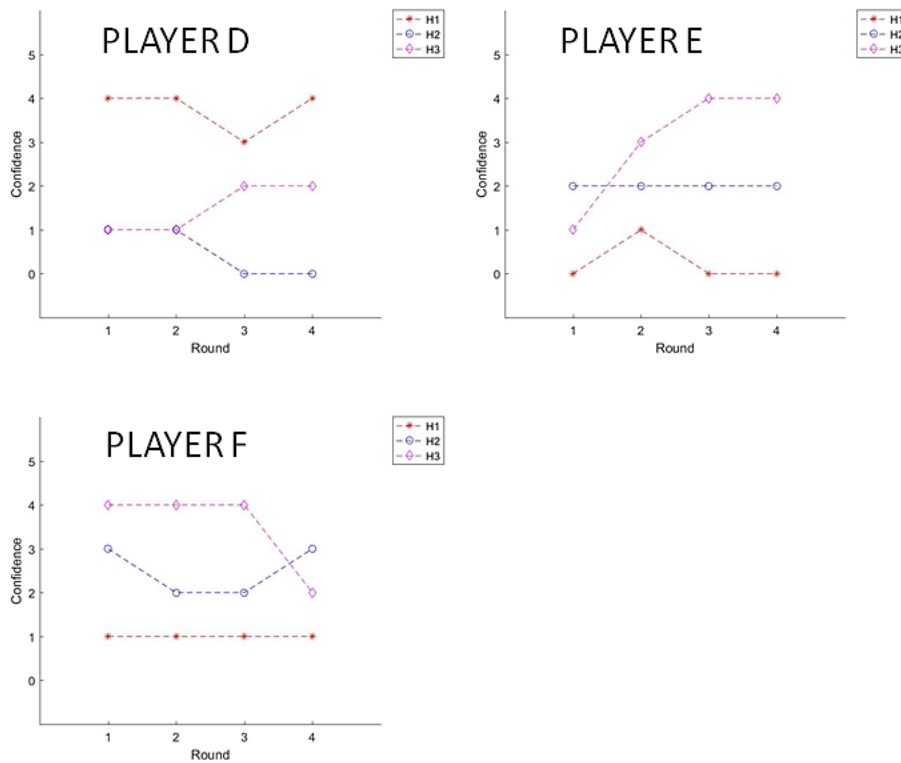 PLAYER D
H1
H2
H3
5
4
3
2
1
0
Confidence
1 2 3 4
Round
PLAYER E
H1
H2
H3
5
4
3
2
1
0
Confidence
1 2 3 4
Round
PLAYER F
H1
H2
H3
5
4
3
2
1
0
Confidence
1 2 3 4
Round